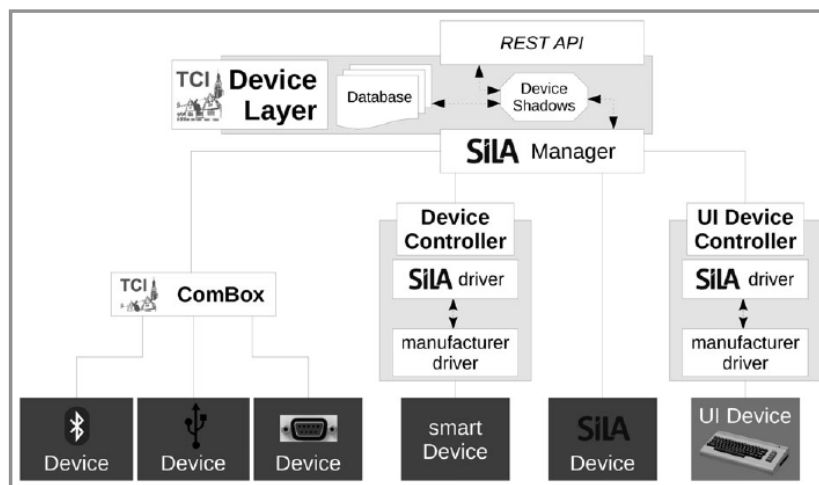 REST API
TCI
Device
Layer
Database
Device
Shadows
SiLA Manager
Device
Controller
UI Device
Controller
SiLA driver
SiLA driver
TCI
ComBox
manufacturer
driver
manufacturer
driver
Device
Device
Device
smart
Device
SiLA
Device
UI Device